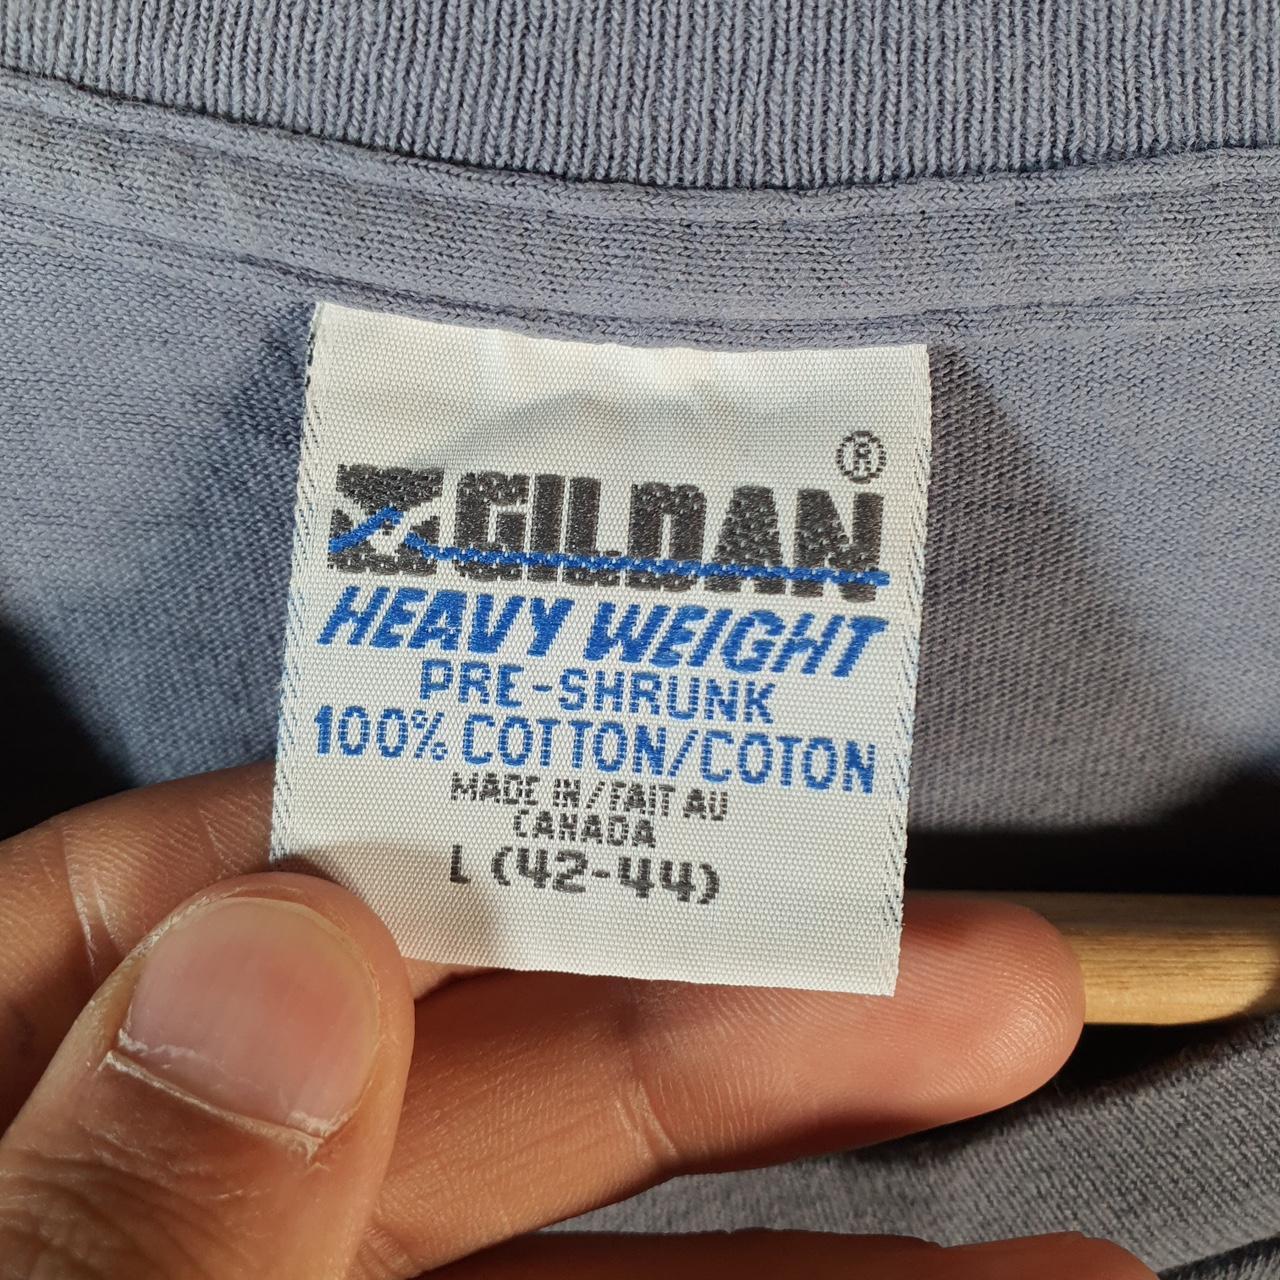 ®
GILDAN
HEAVY WEIGHT
PRE-SHRUNK
100% COTTON/COTON
MADE IN/FAIT AU
CANADA
L (42-44)